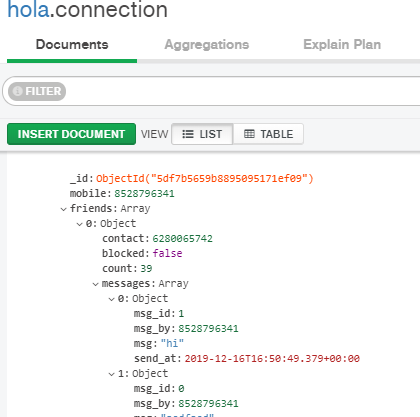 hola.connection
Documents Aggregations Explain Plan
FILTER
INSERT DOCUMENT VIEW LIST TABLE
_id: ObjectId("5df7b5659b8895095171ef09")
mobile: 8528796341
friends: Array
0: Object
contact: 6280065742
blocked: false
count: 39
messages: Array
0: Object
msg_id: 1
msg_by: 8528796341
msg: "hi"
send_at: 2019-12-16T16:50:49.379+00:00
1: Object
msg_id: 0
msg_by: 8528796341